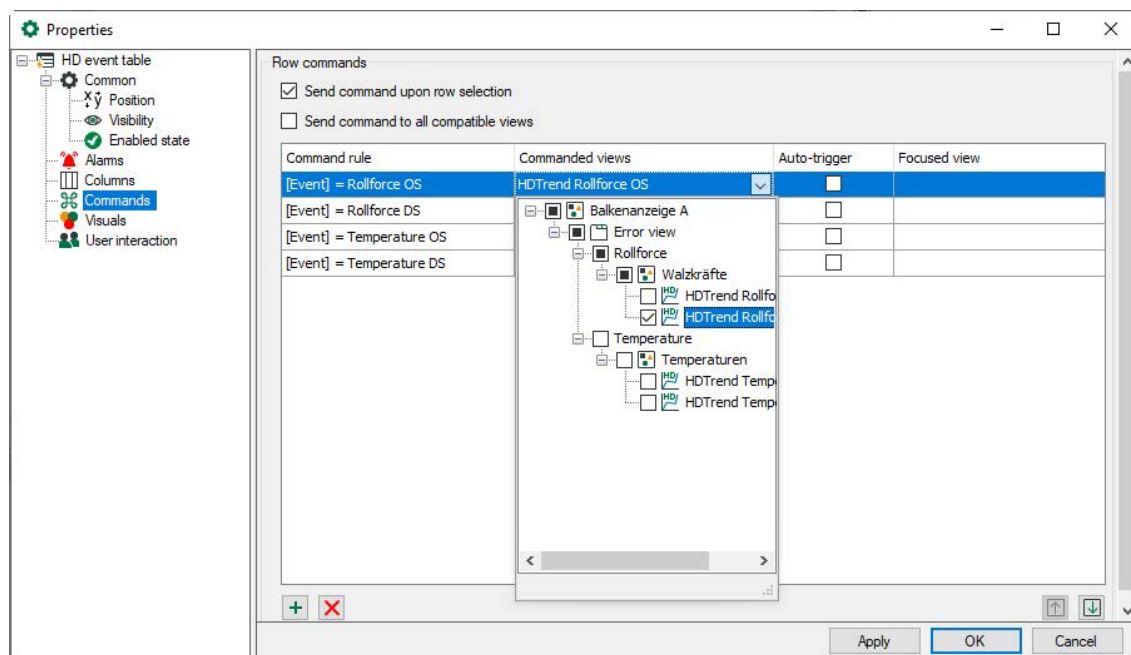 Properties
HD event table
Common
Position
Visibility
Enabled state
Alarms
Columns
Commands
Visuals
User interaction
Row commands
Send command upon row selection
Send command to all compatible views
Command rule Commanded views Auto-trigger Focused view
[Event] = Rollforce OS HDTrend Rollforce OS
[Event] = Rollforce DS
[Event] = Temperature OS
[Event] = Temperature DS
Balkenanzeige A
Error view
Rollforce
Walzkräfte
HDTrend Rollfo
HDTrend Rollfo
Temperature
Temperaturen
HDTrend Temp
HDTrend Temp
Apply OK Cancel